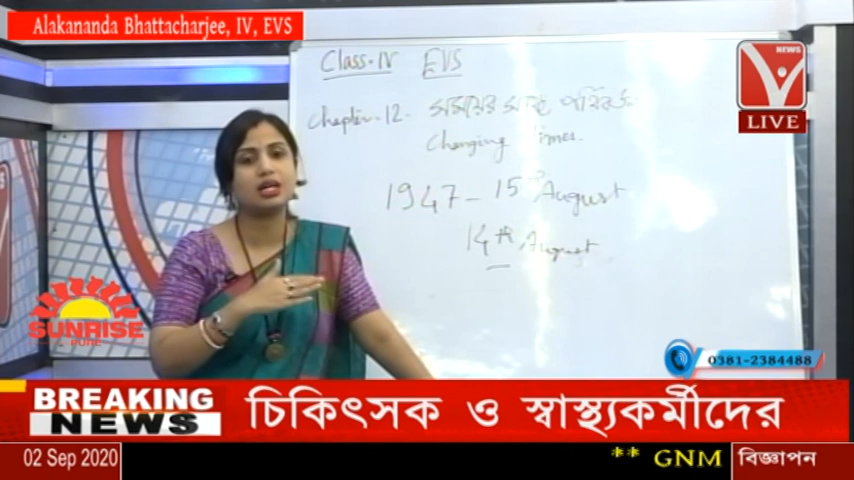 Alakananda Bhattacharjee, IV, EVS
Class-IV EVS
Chapter-12- সময়ের সাথে পরিবর্তন
Changing Times.
1947 - 15th August
14th August
NEWS
LIVE
SUNRISE
PURE
0381-2384488
BREAKING NEWS
চিকিৎসক ও স্বাস্থ্যকর্মীদের
02 Sep 2020
** GNM
বিজ্ঞাপন